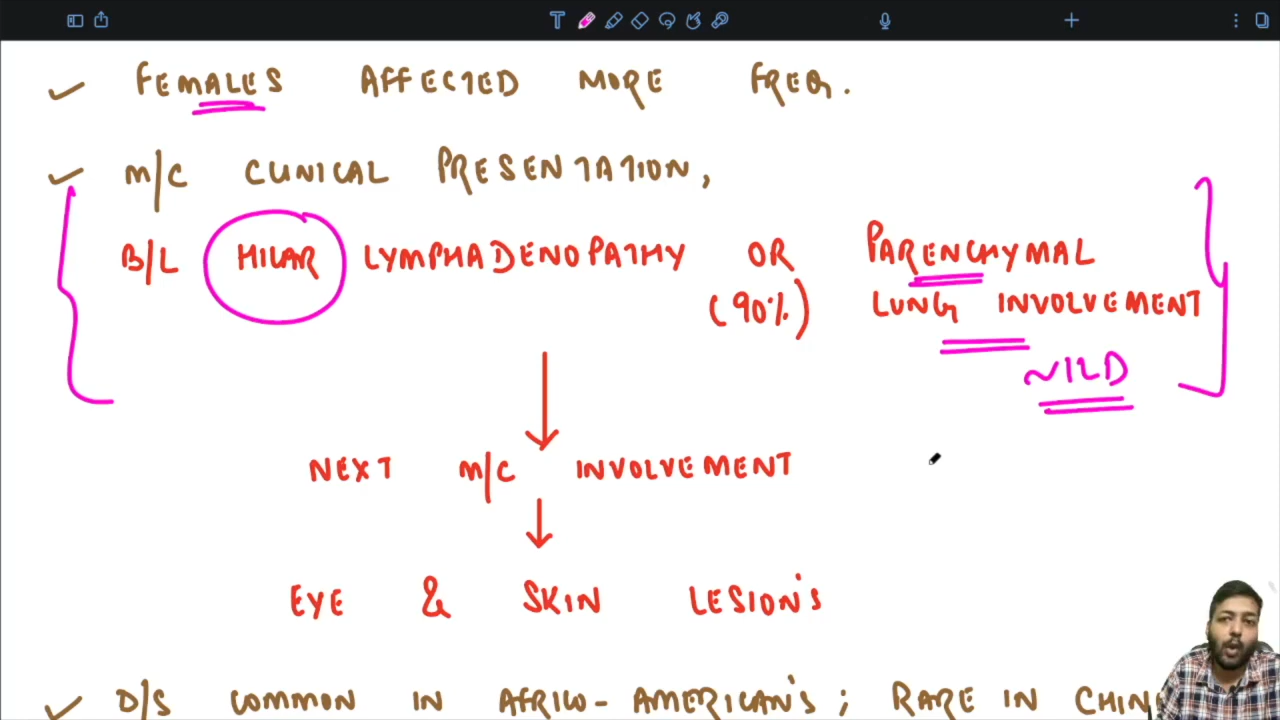 ✓ FEMALES AFFECTED MORE FREQ.
✓ M/C CLINICAL PRESENTATION,
B/L HILAR LYMPHADENOPATHY OR PARENCHYMAL
(90%) LUNG INVOLVEMENT
~ILD
NEXT M/C INVOLVEMENT
EYE & SKIN LESION'S
✓ D/S COMMON IN AFRICO-AMERICAN'S; RARE IN CHIN